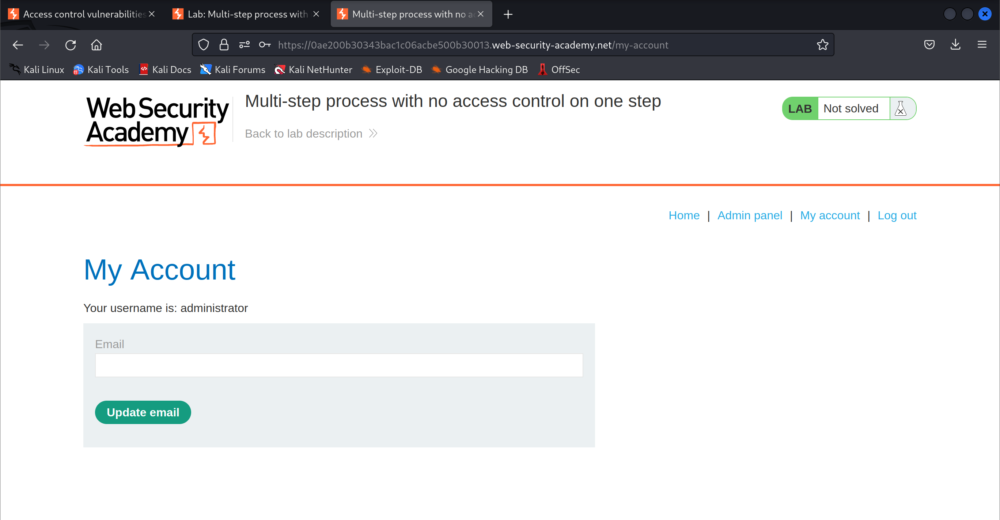 Access control vulnerabilities
Lab: Multi-step process with
Multi-step process with no ac
https://0ae200b30343bac1c06acbe500b30013.web-security-academy.net/my-account
Kali Linux
Kali Tools
Kali Docs
Kali Forums
Kali NetHunter
Exploit-DB
Google Hacking DB
OffSec
Web Security
Academy
Multi-step process with no access control on one step
Back to lab description
LAB
Not solved
Home | Admin panel | My account | Log out
My Account
Your username is: administrator
Email
Update email